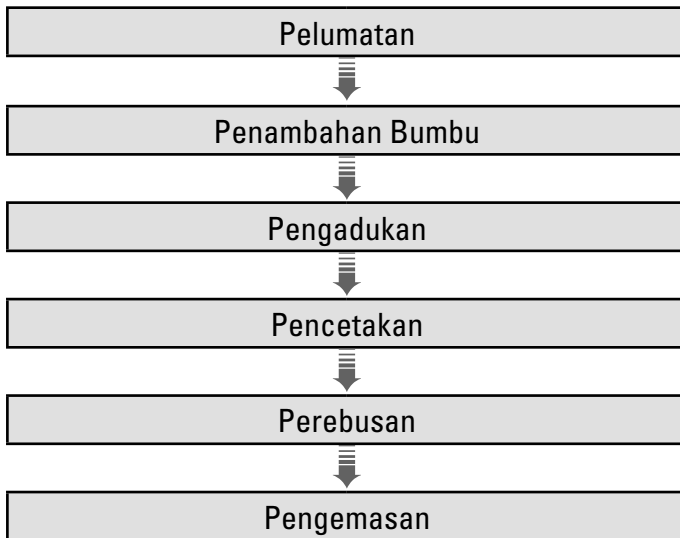 Pelumatan
Penambahan Bumbu
Pengadukan
Pencetakan
Perebusan
Pengemasan